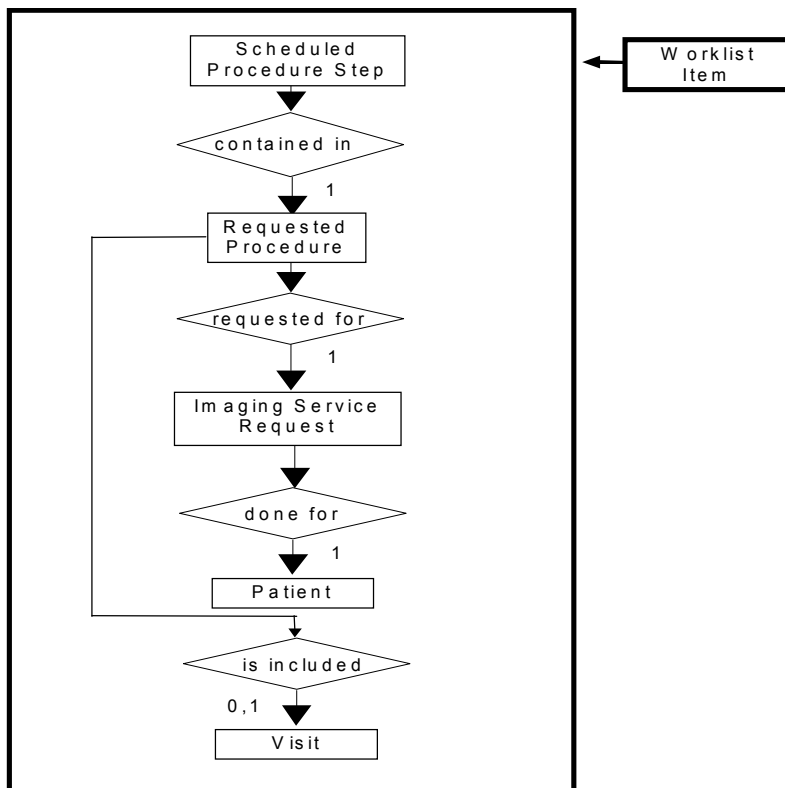 Scheduled
Procedure Step
Worklist
Item
contained in
1
Requested
Procedure
requested for
1
Imaging Service
Request
done for
1
Patient
is included
0,1
Visit